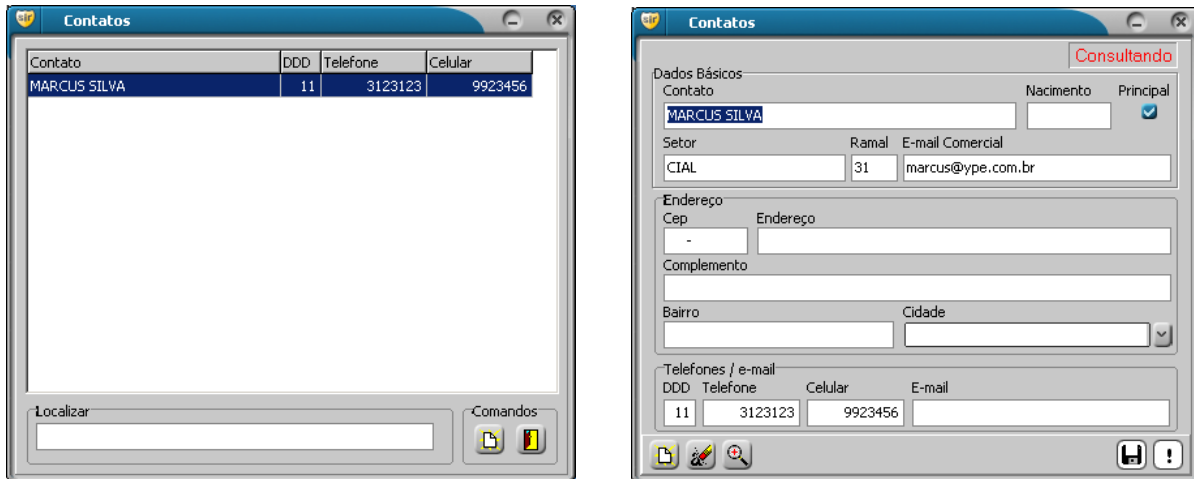 sir Contatos
Contato DDD Telefone Celular
MARCUS SILVA 11 3123123 9923456
Localizar
Comandos
sir Contatos
Consultando
Dados Básicos
Contato Nacimento Principal
MARCUS SILVA
Setor Ramal E-mail Comercial
CIAL 31 marcus@ype.com.br
Endereço
Cep Endereço
-
Complemento
Bairro Cidade
Telefones / e-mail
DDD Telefone Celular E-mail
11 3123123 9923456
!